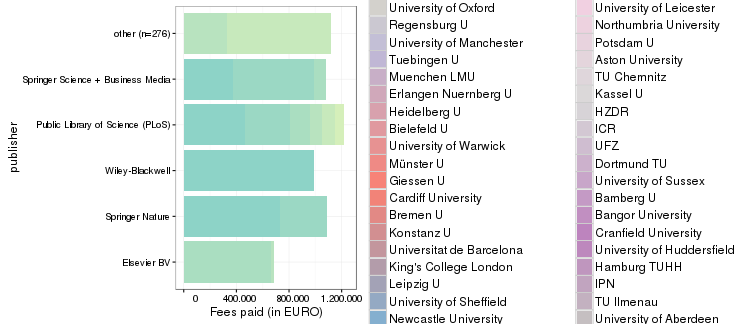 publisher
other (n=276)
Springer Science + Business Media
Public Library of Science (PLoS)
Wiley-Blackwell
Springer Nature
Elsevier BV
0
400.000
800.000
1.200.000
Fees paid (in EURO)
University of Oxford
Regensburg U
University of Manchester
Tuebingen U
Muenchen LMU
Erlangen Nuernberg U
Heidelberg U
Bielefeld U
University of Warwick
Münster U
Giessen U
Cardiff University
Bremen U
Konstanz U
Universitat de Barcelona
King's College London
Leipzig U
University of Sheffield
Newcastle University
University of Leicester
Northumbria University
Potsdam U
Aston University
TU Chemnitz
Kassel U
HZDR
ICR
UFZ
Dortmund TU
University of Sussex
Bamberg U
Bangor University
Cranfield University
University of Huddersfield
Hamburg TUHH
IPN
TU Ilmenau
University of Aberdeen